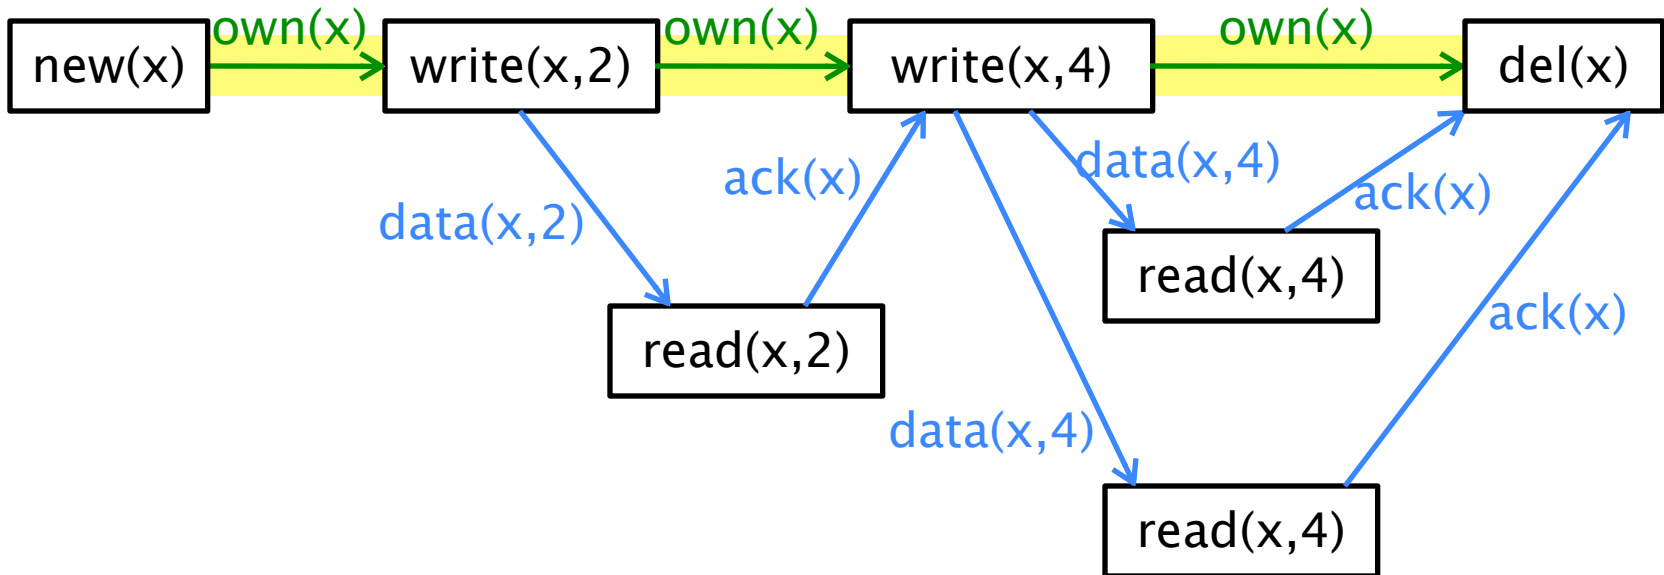 own(x) own(x) own(x)
new(x) write(x,2) write(x,4) del(x)
data(x,4)
ack(x) ack(x)
data(x,2)
read(x,4)
ack(x)
read(x,2)
data(x,4)
read(x,4)